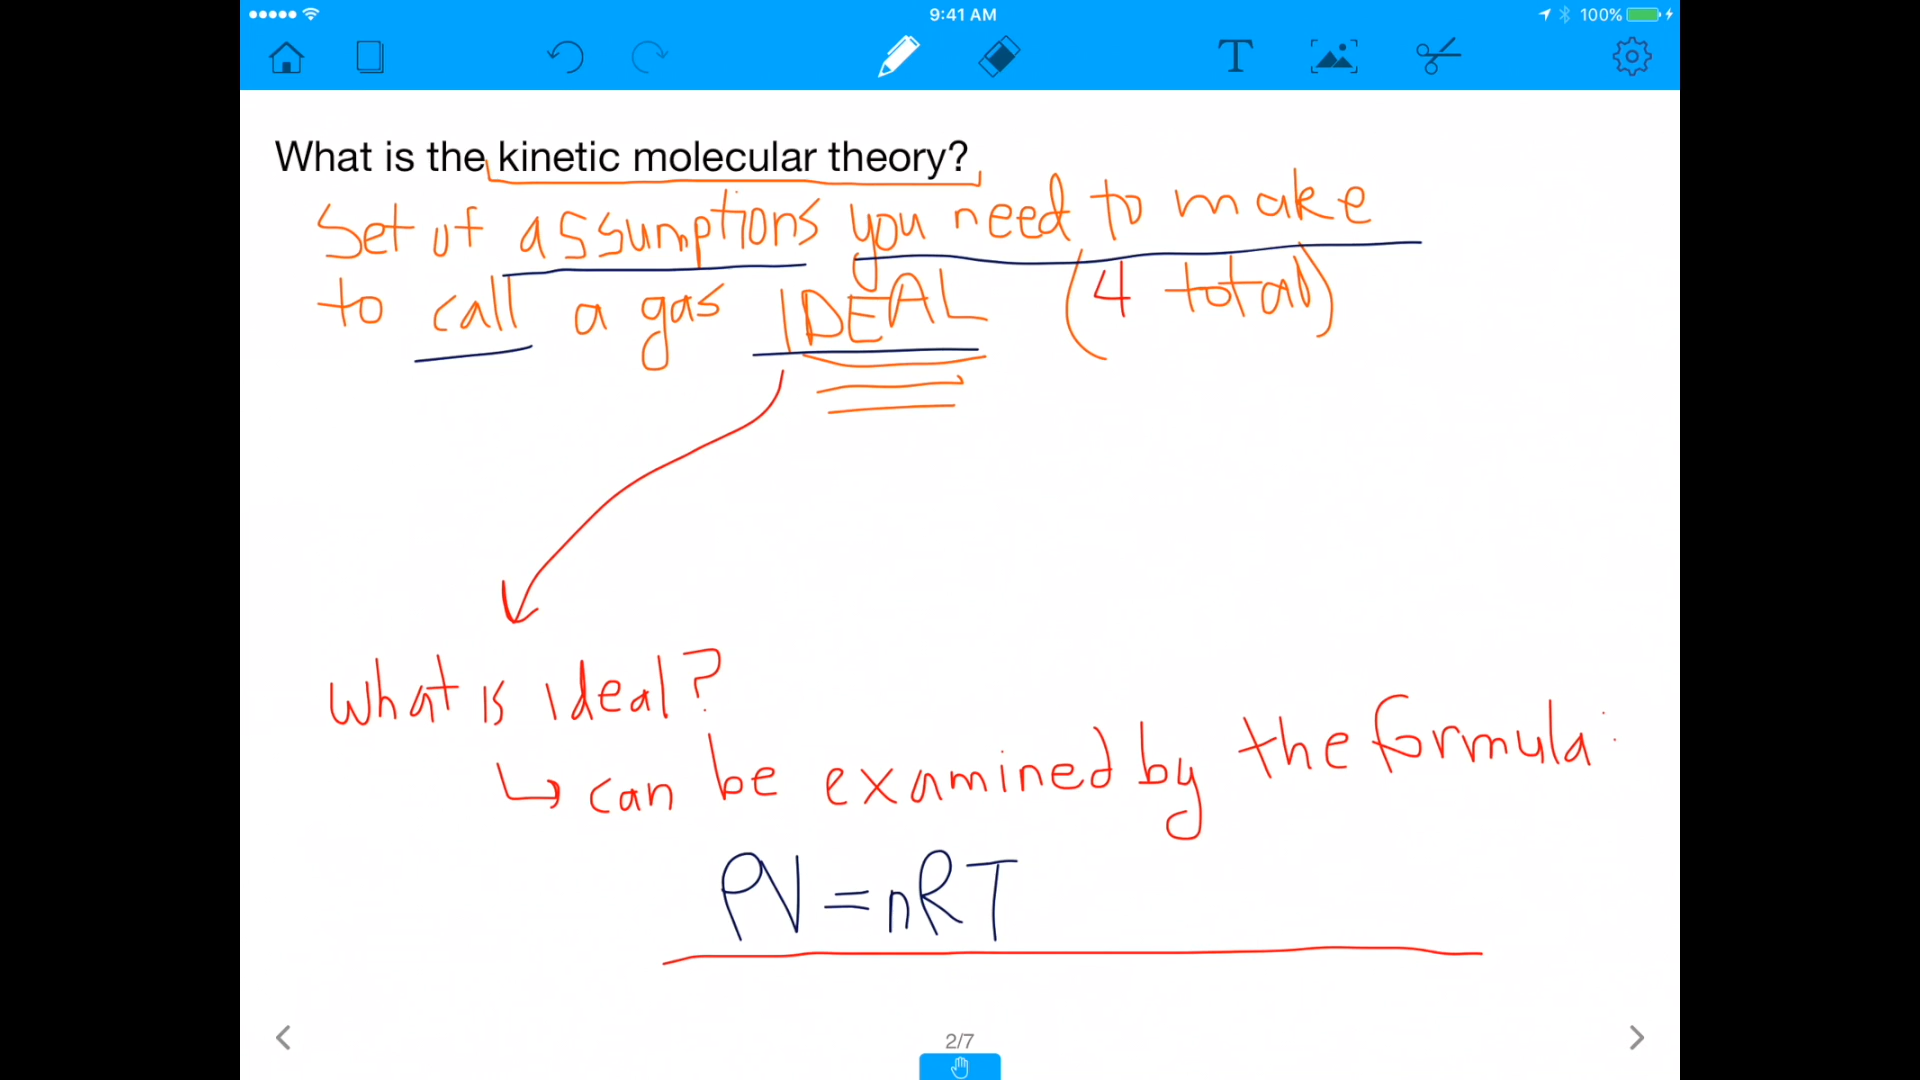 9:41 AM
100%
T
What is the kinetic molecular theory?
Set of assumptions you need to make
to call a gas IDEAL (4 total)
What is ideal?
can be examined by the formula:
PV=nRT
2/7